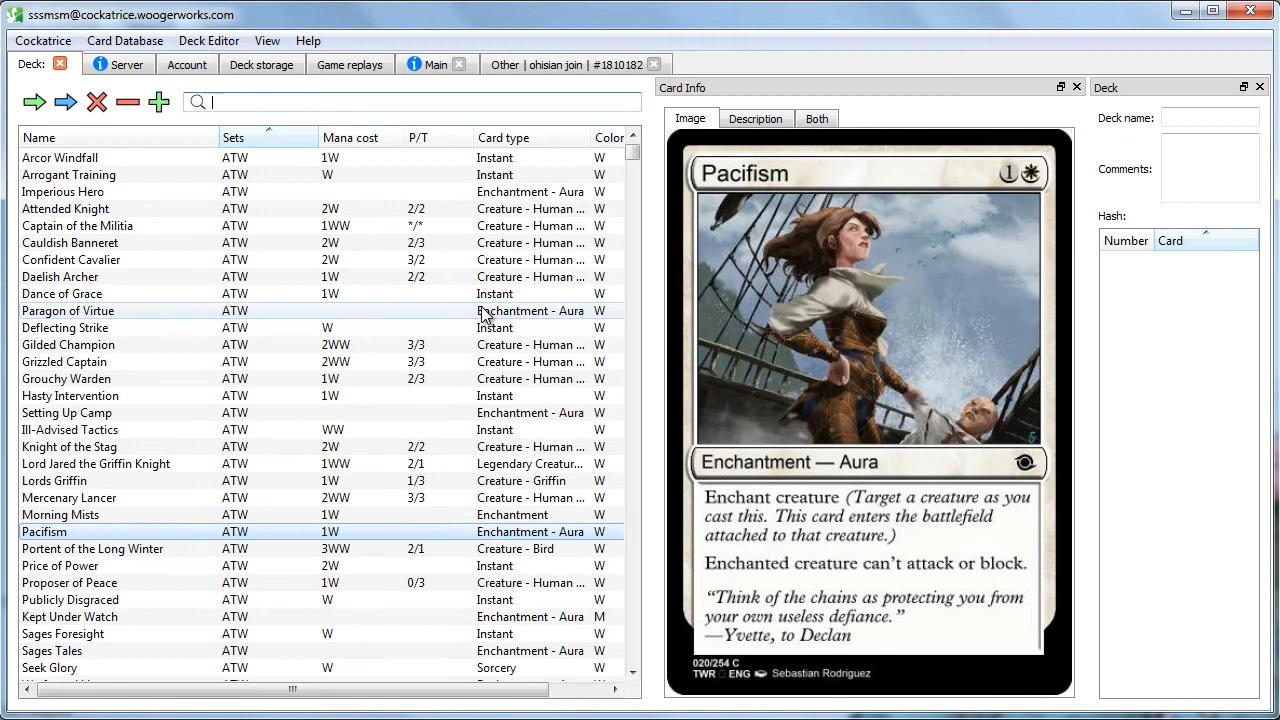 sssmsm@cockatrice.woogerworks.com
Cockatrice Card Database Deck Editor View Help
Deck: Server Account Deck storage Game replays Main Other | ohisian join | #1810182
Card Info
Deck
Image Description Both
Deck name:
Comments:
Hash:
Number Card
Name Sets Mana cost P/T Card type Color
Arcor Windfall ATW 1W Instant W
Arrogant Training ATW W Instant W
Imperious Hero ATW Enchantment - Aura W
Attended Knight ATW 2W 2/2 Creature - Human ... W
Captain of the Militia ATW 1WW */* Creature - Human ... W
Cauldish Banneret ATW 2W 2/3 Creature - Human ... W
Confident Cavalier ATW 2W 3/2 Creature - Human ... W
Daelish Archer ATW 1W 2/2 Creature - Human ... W
Dance of Grace ATW 1W Instant W
Paragon of Virtue ATW Enchantment - Aura W
Deflecting Strike ATW W Instant W
Gilded Champion ATW 2WW 3/3 Creature - Human ... W
Grizzled Captain ATW 2WW 3/3 Creature - Human ... W
Grouchy Warden ATW 1W 2/3 Creature - Human ... W
Hasty Intervention ATW 1W Instant W
Setting Up Camp ATW Enchantment - Aura W
Ill-Advised Tactics ATW WW Instant W
Knight of the Stag ATW 2W 2/2 Creature - Human ... W
Lord Jared the Griffin Knight ATW 1WW 2/1 Legendary Creatur... W
Lords Griffin ATW 1W 1/3 Creature - Griffin W
Mercenary Lancer ATW 2WW 3/3 Creature - Human ... W
Morning Mists ATW 1W Enchantment W
Pacifism ATW 1W Enchantment - Aura W
Portent of the Long Winter ATW 3WW 2/1 Creature - Bird W
Price of Power ATW 2W Instant W
Proposer of Peace ATW 1W 0/3 Creature - Human ... W
Publicly Disgraced ATW W Instant W
Kept Under Watch ATW Enchantment - Aura M
Sages Foresight ATW W Instant W
Sages Tales ATW Enchantment - Aura W
Seek Glory ATW W Sorcery W
Pacifism 1
Enchantment — Aura
Enchant creature (Target a creature as you
cast this. This card enters the battlefield
attached to that creature.)
Enchanted creature can't attack or block.
“Think of the chains as protecting you from
your own useless defiance.”
—Yvette, to Declan
020/254 C
TWR ENG Sebastian Rodriguez